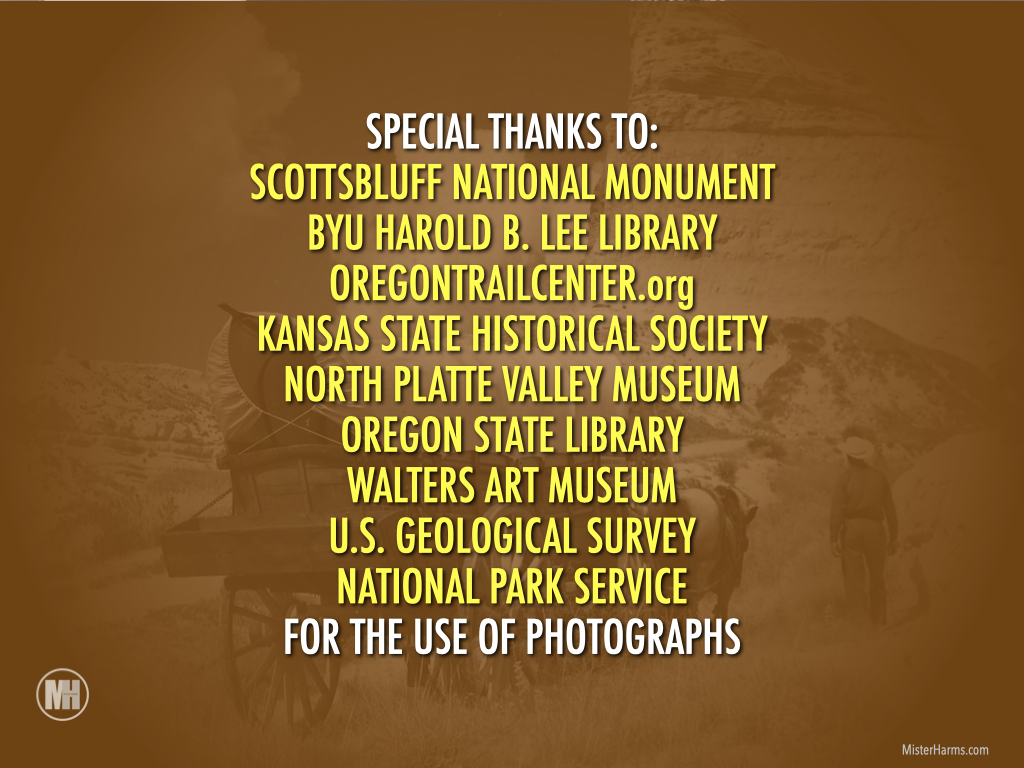 SPECIAL THANKS TO:
SCOTTSBLUFF NATIONAL MONUMENT
BYU HAROLD B. LEE LIBRARY
OREGONTRAILCENTER.org
KANSAS STATE HISTORICAL SOCIETY
NORTH PLATTE VALLEY MUSEUM
OREGON STATE LIBRARY
WALTERS ART MUSEUM
U.S. GEOLOGICAL SURVEY
NATIONAL PARK SERVICE
FOR THE USE OF PHOTOGRAPHS
MH
MisterHarms.com